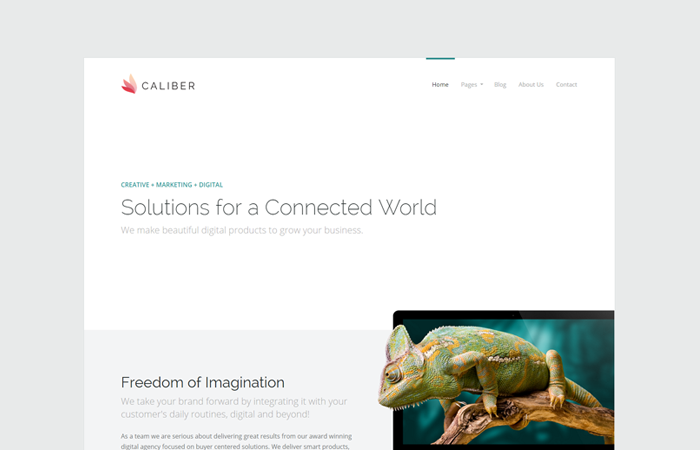 CALIBER
Home Pages Blog About Us Contact
CREATIVE + MARKETING + DIGITAL
Solutions for a Connected World
We make beautiful digital products to grow your business.
Freedom of Imagination
We take your brand forward by integrating it with your
customer's daily routines, digital and beyond!
As a team we are serious about delivering great results from our award winning
digital agency focused on buyer centered solutions. We deliver smart products,